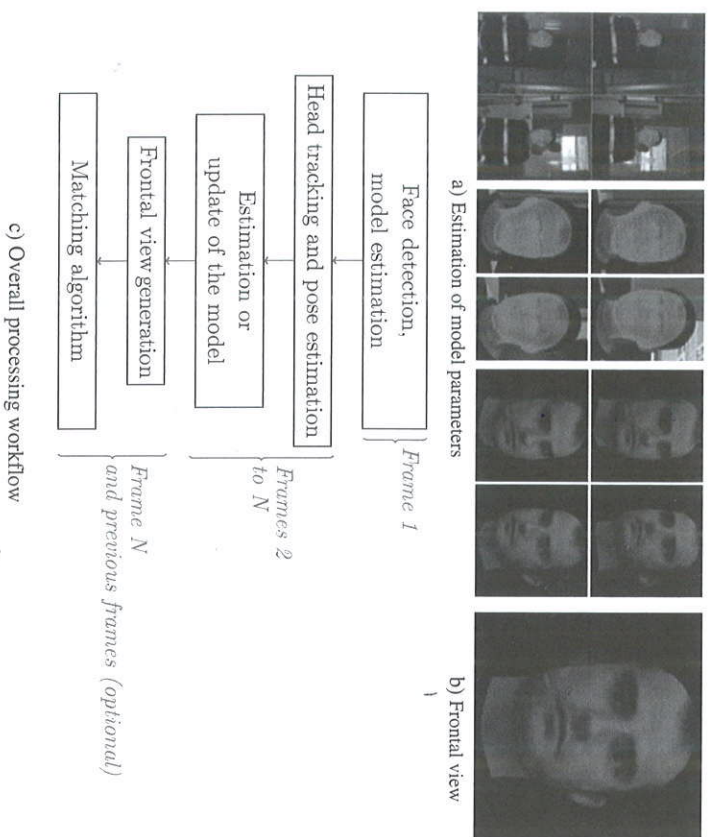 a) Estimation of model parameters
b) Frontal view
Face detection,
model estimation
Frame 1
Head tracking and pose estimation
Estimation or
update of the model
Frames 2
to N
Frontal view generation
Matching algorithm
Frame N
and previous frames (optional)
c) Overall processing workflow